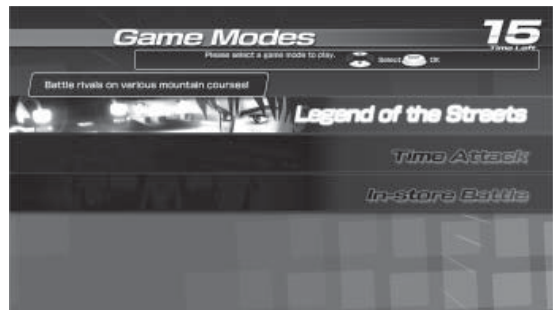 Game Modes
15
Time Left
Please select a game mode to play.
Select
OK
Battle rivals on various mountain courses!
Legend of the Streets
Time Attack
In-store Battle